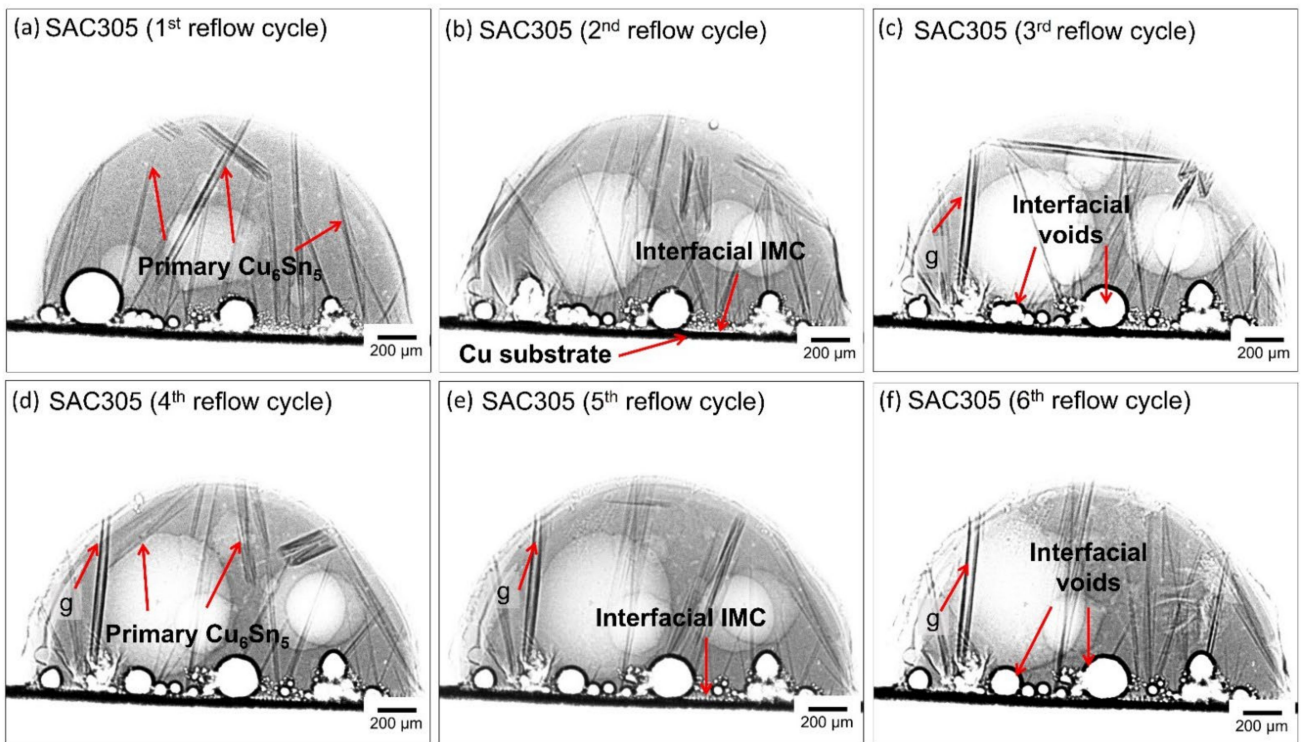 (a) SAC305 (1st reflow cycle)
Primary Cu6Sn5
200 µm
(b) SAC305 (2nd reflow cycle)
Interfacial IMC
Cu substrate
200 µm
(c) SAC305 (3rd reflow cycle)
Interfacial
voids
g
200 µm
(d) SAC305 (4th reflow cycle)
g
Primary Cu6Sn5
200 µm
(e) SAC305 (5th reflow cycle)
g
Interfacial IMC
200 µm
(f) SAC305 (6th reflow cycle)
Interfacial
voids
g
200 µm